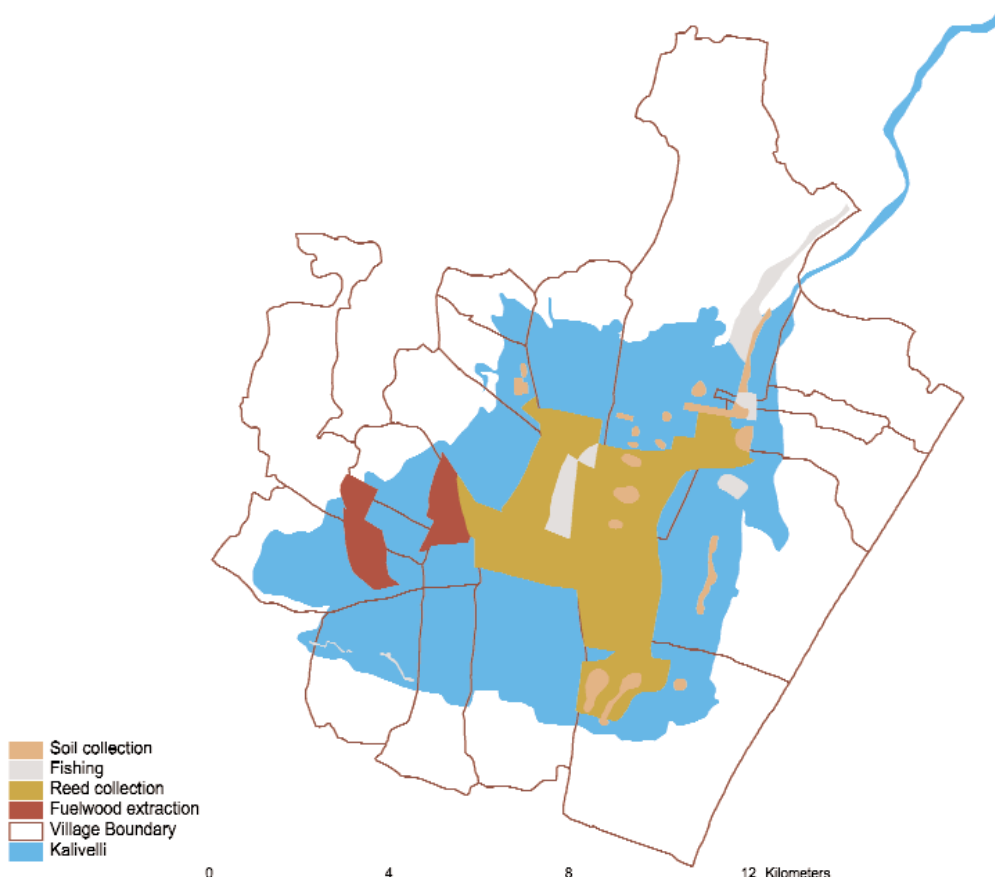 Soil collection
Fishing
Reed collection
Fuelwood extraction
Village Boundary
Kalivelli
0 4 8 12 Kilometers